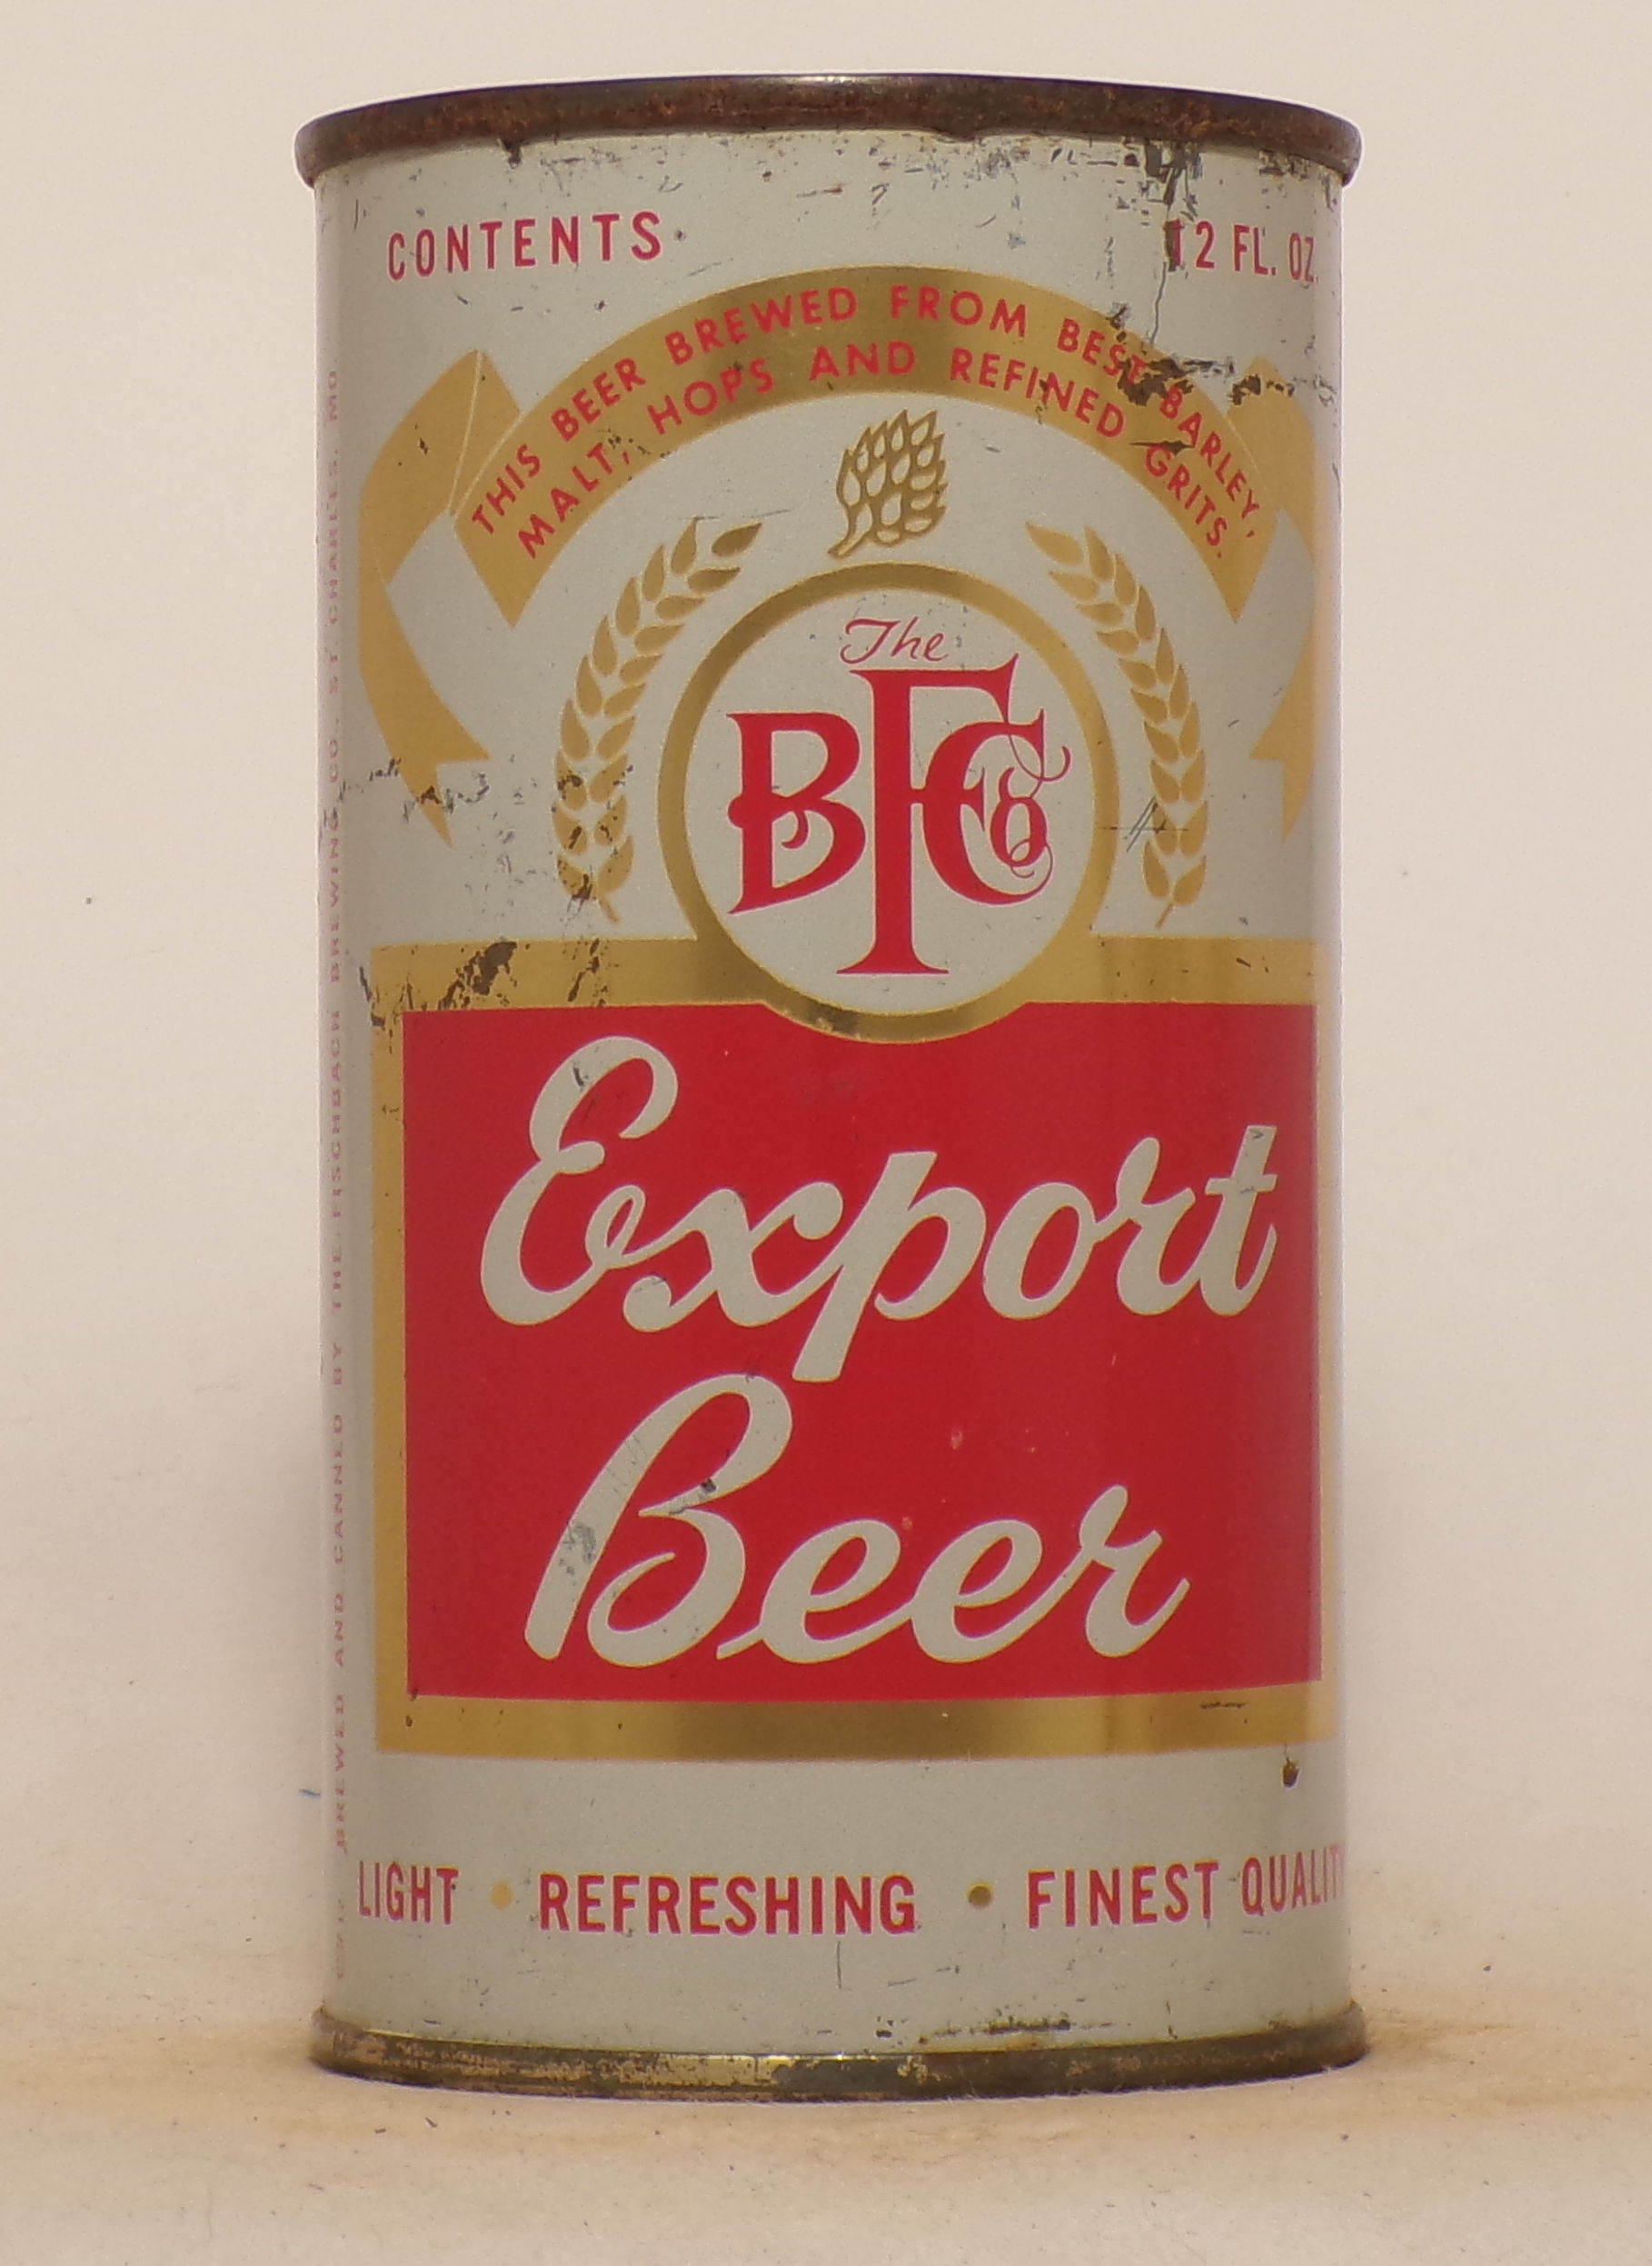 CONTENTS 12 FL. OZ.
THIS BEER BREWED FROM BEST BARLEY,
MALT, HOPS AND REFINED GRITS.
The
BFCo
Export
Beer
LIGHT • REFRESHING • FINEST QUALIT
BREWED AND CANNED BY THE FISCHBACH BREWING CO., ST. CHARLES, MO